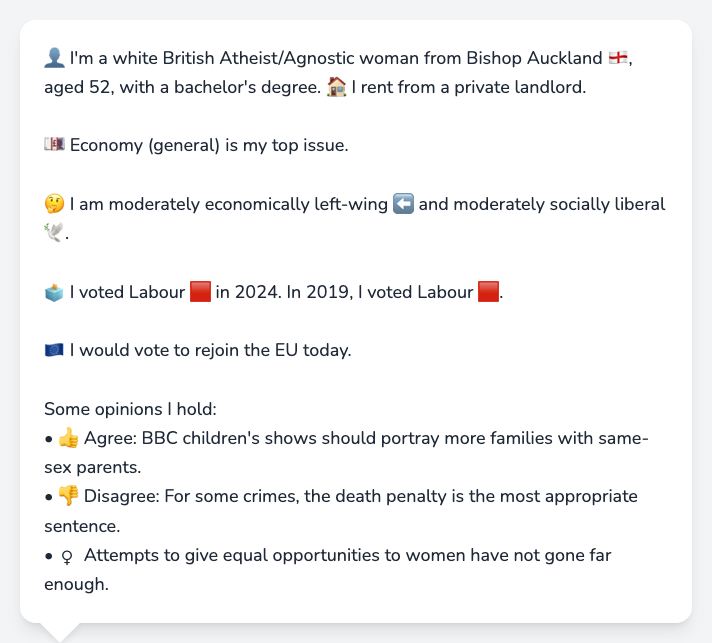 👤 I'm a white British Atheist/Agnostic woman from Bishop Auckland 🏴󠁧󠁢󠁥󠁮󠁧󠁿,
aged 52, with a bachelor's degree. 🏠 I rent from a private landlord.
💷 Economy (general) is my top issue.
🤔 I am moderately economically left-wing ⬅️ and moderately socially liberal
🕊️.
🗳️ I voted Labour 🟥 in 2024. In 2019, I voted Labour 🟥.
🇪🇺 I would vote to rejoin the EU today.
Some opinions I hold:
• 👍 Agree: BBC children's shows should portray more families with same-
sex parents.
• 👎 Disagree: For some crimes, the death penalty is the most appropriate
sentence.
• ♀ Attempts to give equal opportunities to women have not gone far
enough.